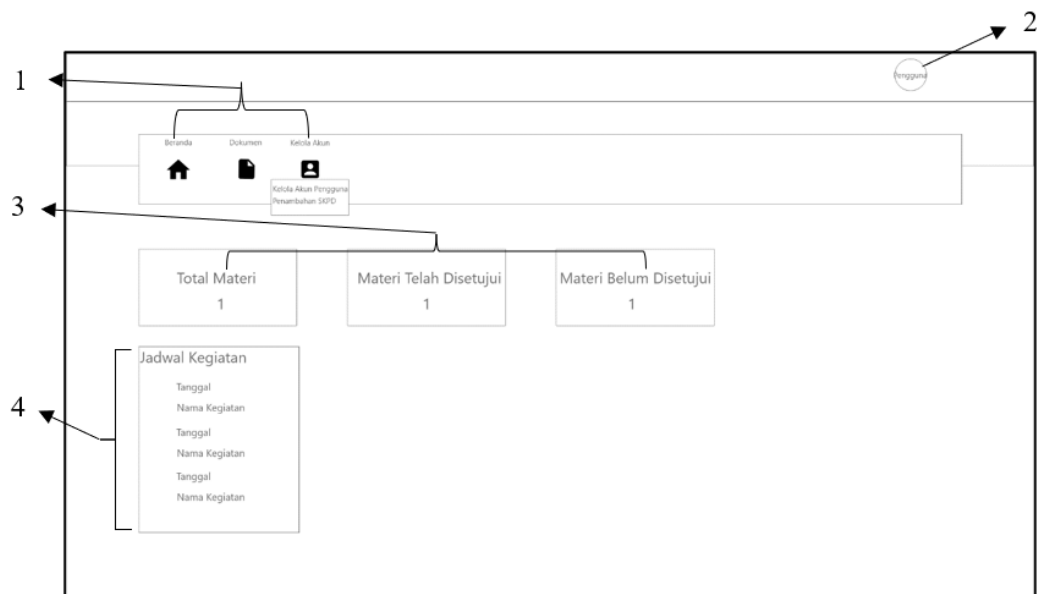 2
Pengguna
1
Beranda Dokumen Kelola Akun
Kelola Akun Pengguna
Penambahan SKPD
3
Total Materi
1
Materi Telah Disetujui
1
Materi Belum Disetujui
1
Jadwal Kegiatan
Tanggal
Nama Kegiatan
Tanggal
Nama Kegiatan
Tanggal
Nama Kegiatan
4